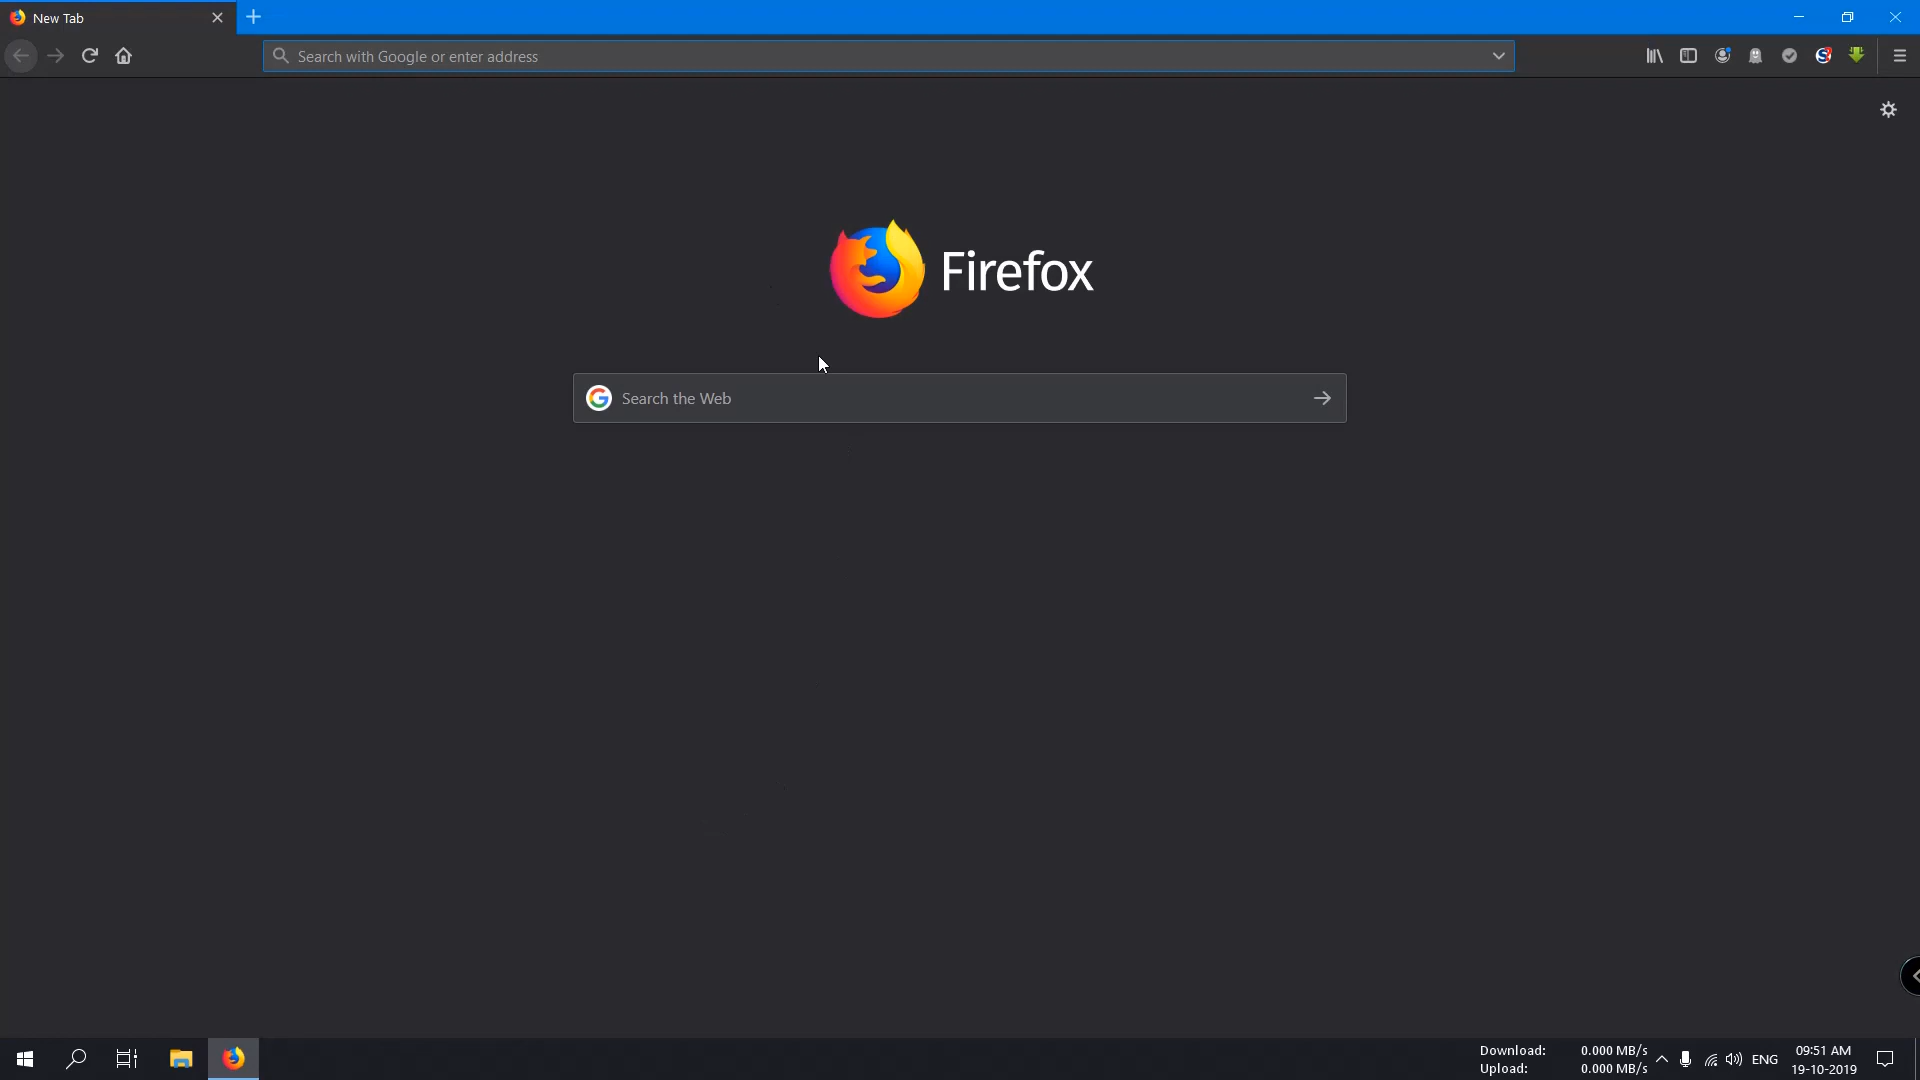 New Tab
Search with Google or enter address
Firefox
Search the Web
Download: 0.000 MB/s
Upload: 0.000 MB/s
ENG
09:51 AM
19-10-2019